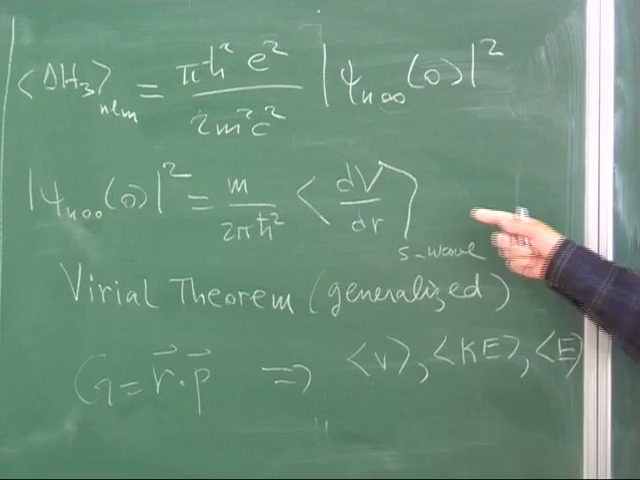 ⟨ΔH₃⟩ₙₗₘ = πħ²e² / 2m²c² |ψₙ₀₀(0)|²
|ψₙ₀₀(0)|² = m / 2πħ² ⟨dV/dr⟩ s-wave
Virial Theorem (generalized)
G = r⃗·p⃗ ⇒ ⟨V⟩, ⟨KE⟩, ⟨E⟩